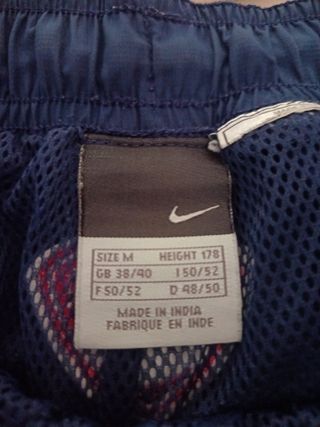 SIZE M HEIGHT 178
GB 38/40 I 50/52
F 50/52 D 48/50
MADE IN INDIA
FABRIQUE EN INDE